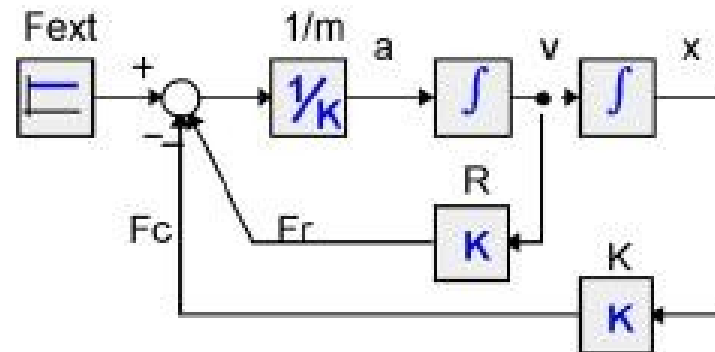 Fext 1/m
+ a v x
1/K ∫ ∫
− −
R
Fc Fr K
K
K